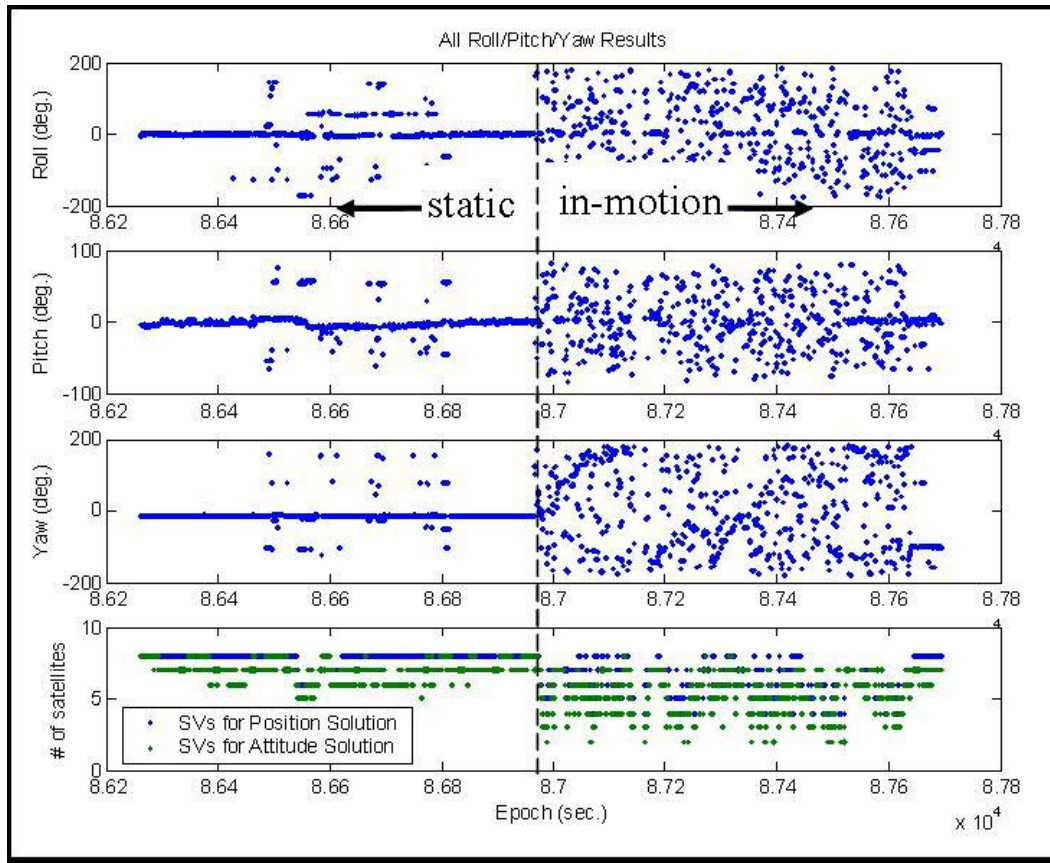 All Roll/Pitch/Yaw Results
200
0
-200
Roll (deg.)
8.62 8.64 8.66 8.68 8.7 8.72 8.74 8.76 8.78
static in-motion
4
100
0
-100
Pitch (deg.)
8.62 8.64 8.66 8.68 8.7 8.72 8.74 8.76 8.78
4
200
0
-200
Yaw (deg.)
8.62 8.64 8.66 8.68 8.7 8.72 8.74 8.76 8.78
4
10
5
0
# of satellites
SVs for Position Solution
SVs for Attitude Solution
8.62 8.64 8.66 8.68 8.7 8.72 8.74 8.76 8.78
Epoch (sec.)
x 10^4